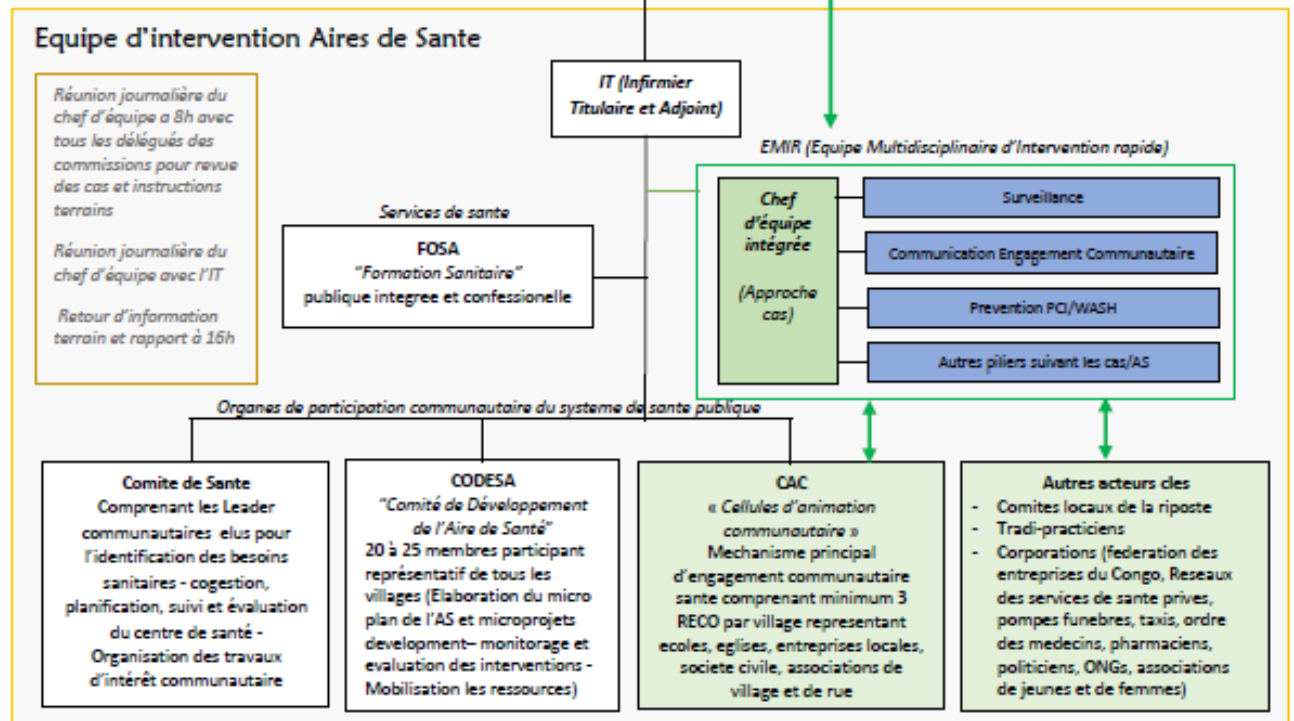 Equipe d'intervention Aires de Sante
Réunion journalière du
chef d'équipe a 8h avec
tous les délégués des
commissions pour revue
des cas et instructions
terrains
Réunion journalière du
chef d'équipe avec l'IT
Retour d'information
terrain et rapport à 16h
IT (Infirmier
Titulaire et Adjoint)
EMIR (Equipe Multidisciplinaire d'Intervention rapide)
Chef
d'équipe
intégrée
(Approche
cas)
Surveillance
Communication Engagement Communautaire
Prevention PCI/WASH
Autres piliers suivant les cas/AS
Services de sante
FOSA
"Formation Sanitaire"
publique integree et confessionelle
Organes de participation communautaire du systeme de sante publique
Comite de Sante
Comprenant les Leader
communautaires elus pour
l'identification des besoins
sanitaires - cogestion,
planification, suivi et évaluation
du centre de santé -
Organisation des travaux
d'intérêt communautaire
CODESA
"Comité de Développement
de l'Aire de Santé"
20 à 25 membres participant
représentatif de tous les
villages (Elaboration du micro
plan de l'AS et microprojets
development– monitorage et
evaluation des interventions -
Mobilisation les ressources)
CAC
« Cellules d'animation
communautaire »
Mechanisme principal
d'engagement communautaire
sante comprenant minimum 3
RECO par village representant
ecoles, eglises, entreprises locales,
societe civile, associations de
village et de rue
Autres acteurs cles
- Comites locaux de la riposte
- Tradi-practiciens
- Corporations (federation des
entreprises du Congo, Reseaux
des services de sante prives,
pompes funebres, taxis, ordre
des medecins, pharmaciens,
politiciens, ONGs, associations
de jeunes et de femmes)